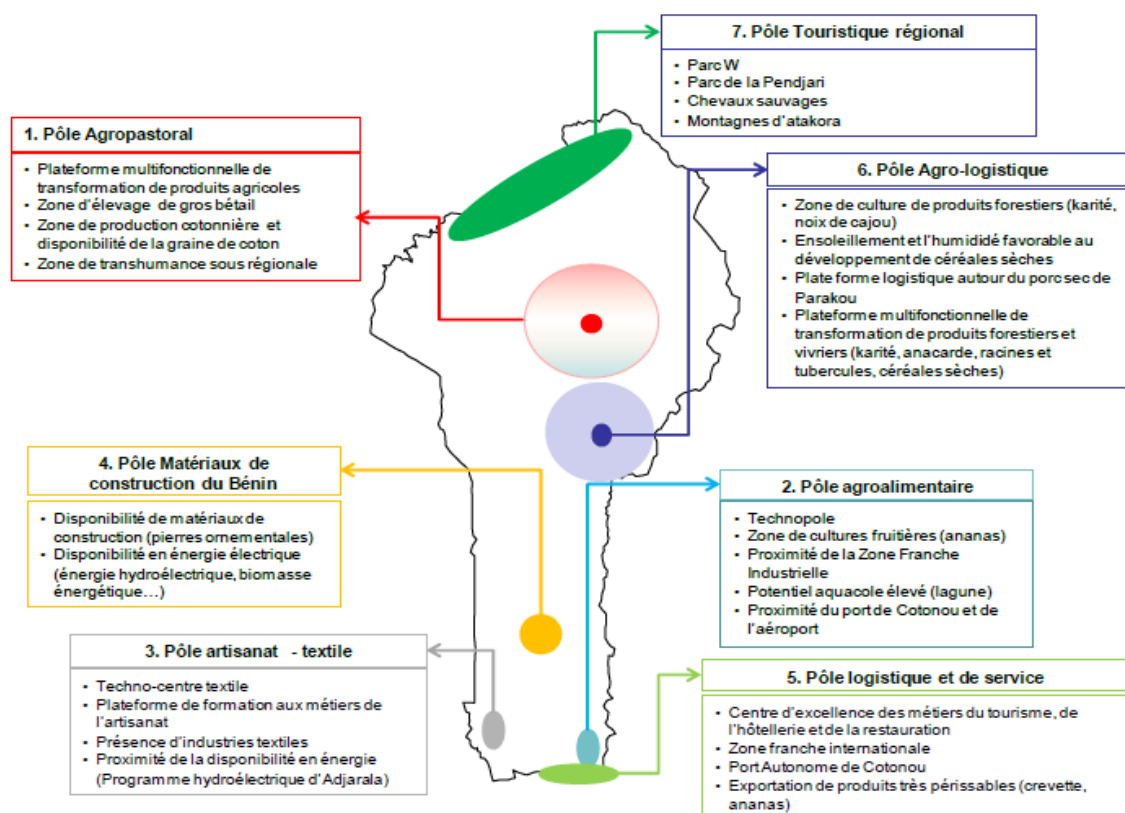 7. Pôle Touristique régional
• Parc W
• Parc de la Pendjari
• Chevaux sauvages
• Montagnes d'atakora
1. Pôle Agropastoral
• Plateforme multifonctionnelle de
transformation de produits agricoles
• Zone d'élevage de gros bétail
• Zone de production cotonnière et
disponibilité de la graine de coton
• Zone de transhumance sous régionale
6. Pôle Agro-logistique
• Zone de culture de produits forestiers (karité,
noix de cajou)
• Ensoleillement et l'humididé favorable au
développement de céréales sèches
• Plate forme logistique autour du porc sec de
Parakou
• Plateforme multifonctionnelle de
transformation de produits forestiers et
vivriers (karité, anacarde, racines et
tubercules, céréales sèches)
4. Pôle Matériaux de
construction du Bénin
• Disponibilité de matériaux de
construction (pierres ornementales)
• Disponibilité en énergie électrique
(énergie hydroélectrique, biomasse
énergétique…)
2. Pôle agroalimentaire
• Technopole
• Zone de cultures fruitières (ananas)
• Proximité de la Zone Franche
Industrielle
• Potentiel aquacole élevé (lagune)
• Proximité du port de Cotonou et de
l'aéroport
3. Pôle artisanat - textile
• Techno-centre textile
• Plateforme de formation aux métiers de
l'artisanat
• Présence d'industries textiles
• Proximité de la disponibilité en énergie
(Programme hydroélectrique d'Adjarala)
5. Pôle logistique et de service
• Centre d'excellence des métiers du tourisme, de
l'hôtellerie et de la restauration
• Zone franche internationale
• Port Autonome de Cotonou
• Exportation de produits très périssables (crevette,
ananas)